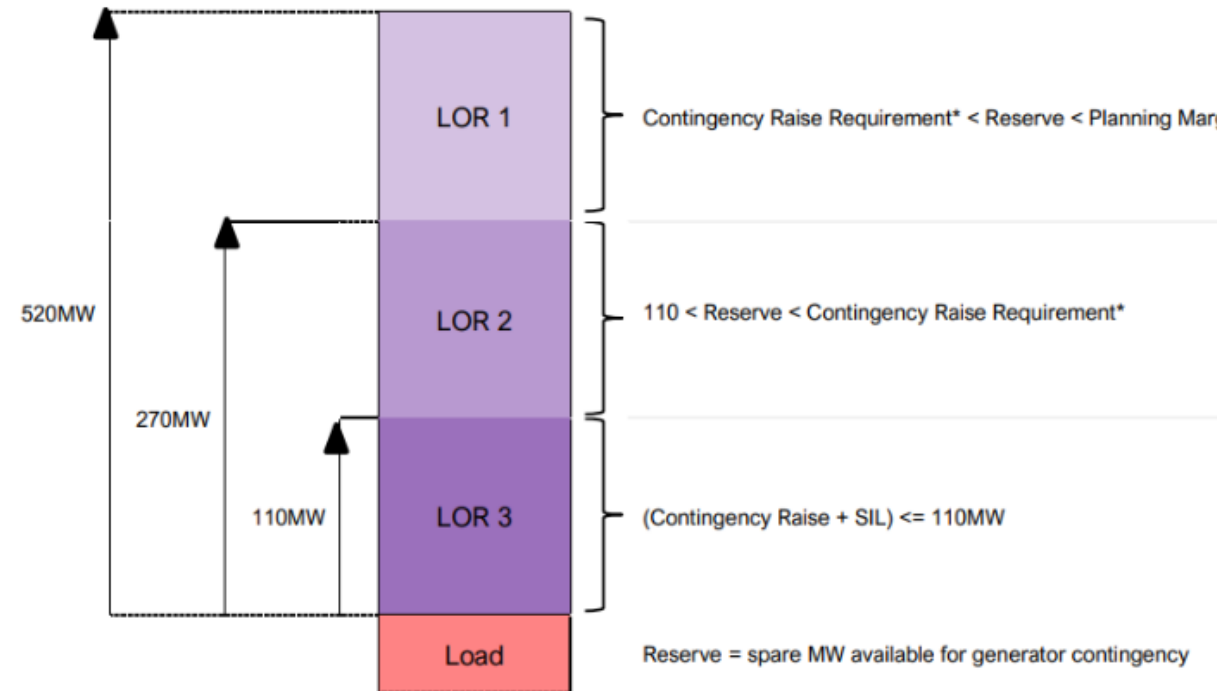 LOR 1
Contingency Raise Requirement* < Reserve < Planning
520MW
LOR 2
110 < Reserve < Contingency Raise Requirement*
270MW
110MW
LOR 3
(Contingency Raise + SIL) <= 110MW
Load
Reserve = spare MW available for generator contingency